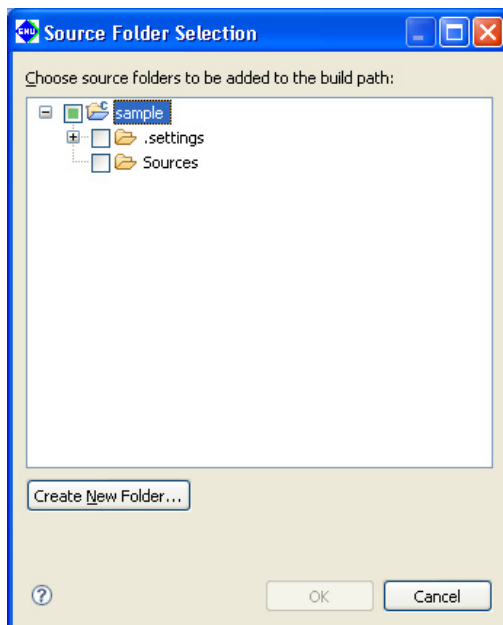 GNU Source Folder Selection
Choose source folders to be added to the build path:
C
sample
.settings
Sources
Create New Folder...
?
OK
Cancel